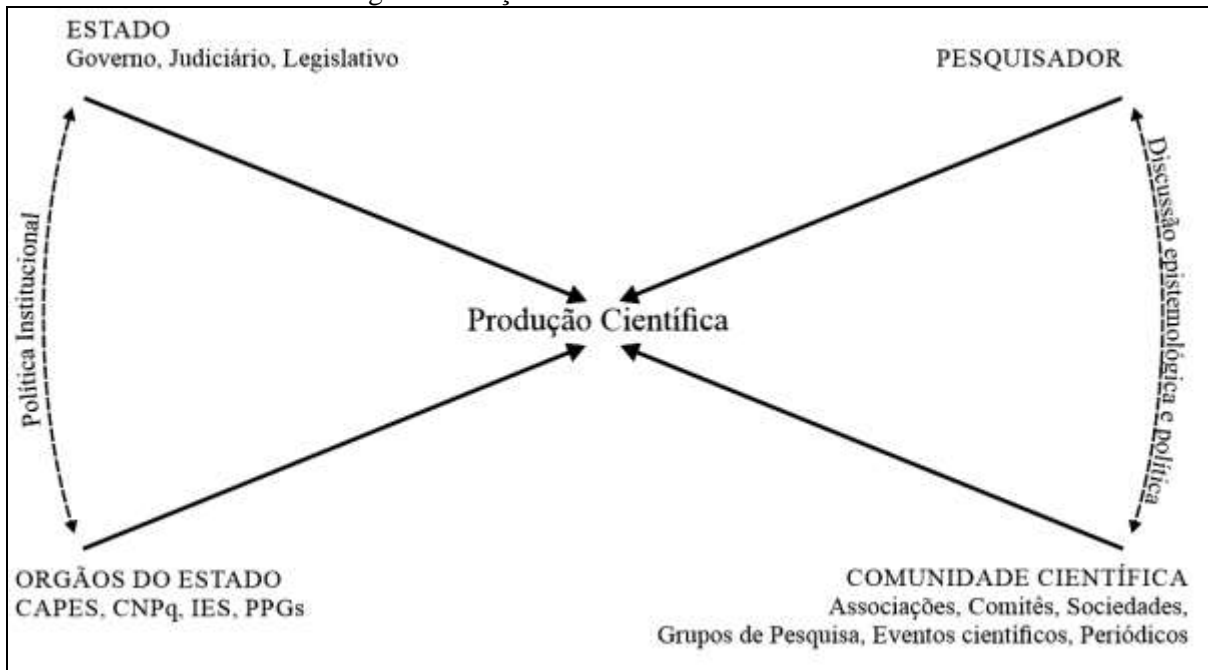 ESTADO
Governo, Judiciário, Legislativo
PESQUISADOR
Política Institucional
Discussão epistemológica e política
Produção Científica
ORGÃOS DO ESTADO
CAPES, CNPq, IES, PPGs
COMUNIDADE CIENTÍFICA
Associações, Comitês, Sociedades,
Grupos de Pesquisa, Eventos científicos, Periódicos